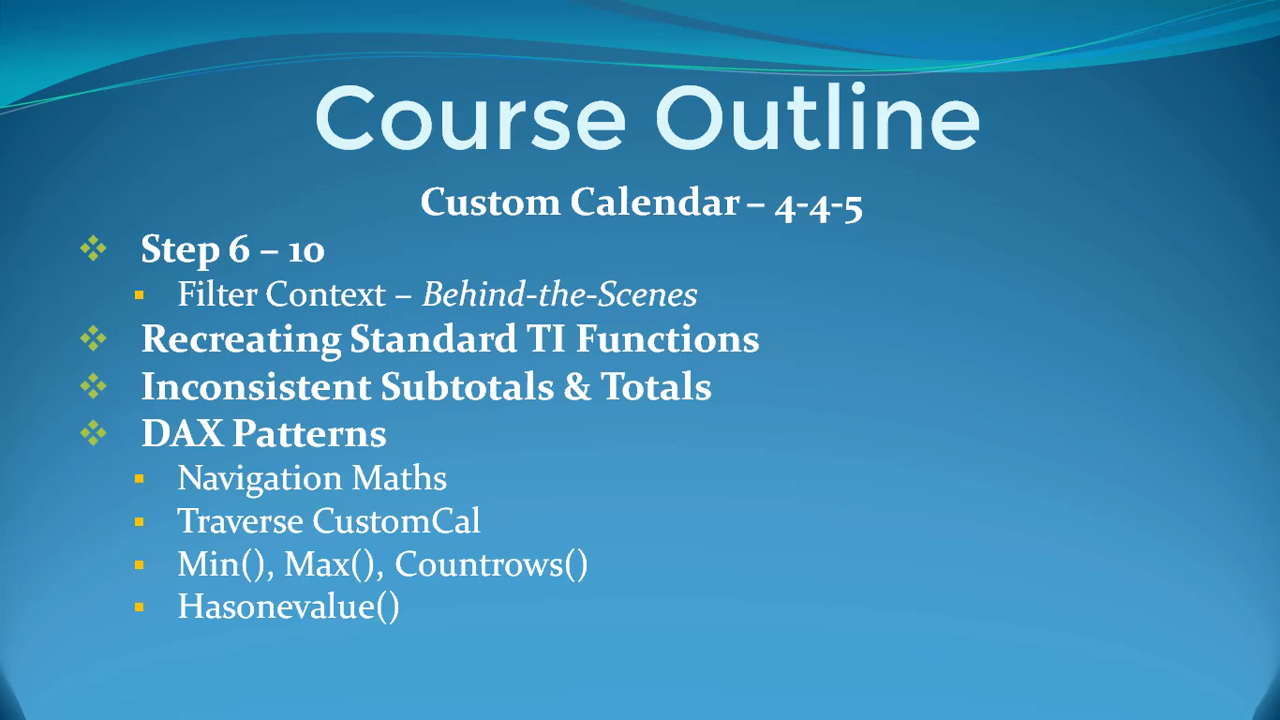 Course Outline
Custom Calendar – 4-4-5
Step 6 – 10
Filter Context – Behind-the-Scenes
Recreating Standard TI Functions
Inconsistent Subtotals & Totals
DAX Patterns
Navigation Maths
Traverse CustomCal
Min(), Max(), Countrows()
Hasonevalue()